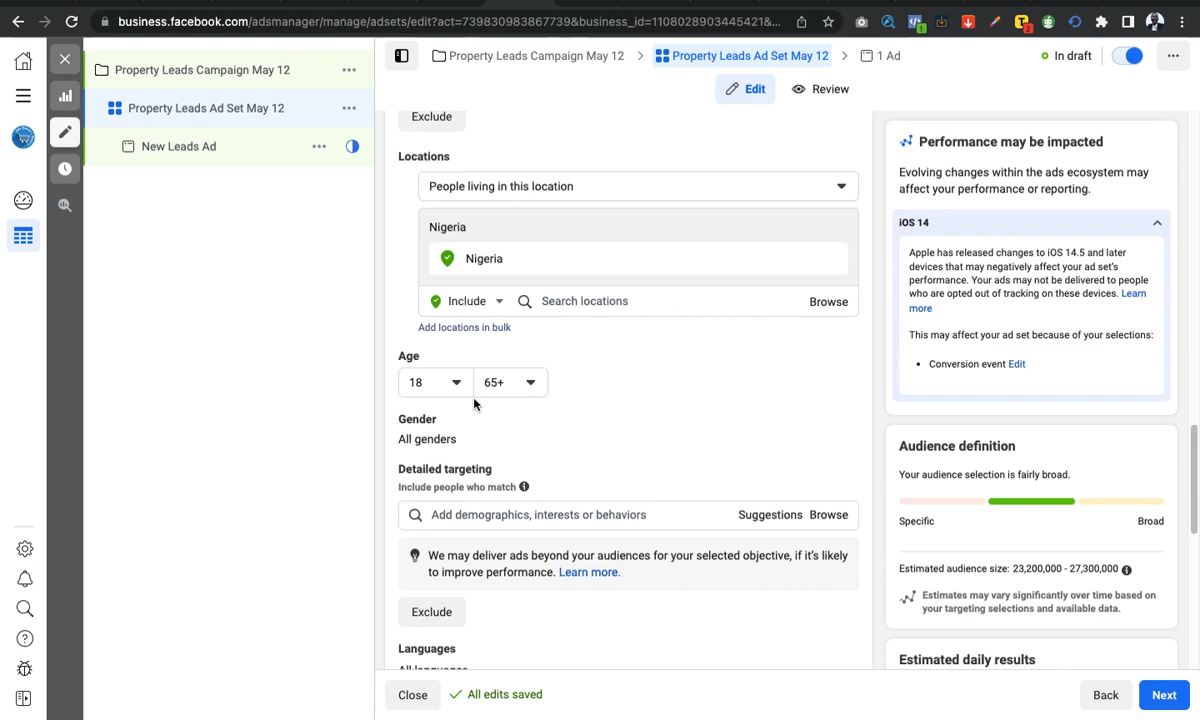 business.facebook.com/adsmanager/manage/adsets/edit?act=739830983867739&business_id=1108028903445421&...
1
2
Property Leads Campaign May 12
Property Leads Ad Set May 12
New Leads Ad
Property Leads Campaign May 12
Property Leads Ad Set May 12
1 Ad
In draft
Edit
Review
Exclude
Locations
People living in this location
Nigeria
Nigeria
Include
Search locations
Browse
Add locations in bulk
Age
18
65+
Gender
All genders
Detailed targeting
Include people who match
Add demographics, interests or behaviors
Suggestions
Browse
We may deliver ads beyond your audiences for your selected objective, if it's likely
to improve performance. Learn more.
Exclude
Languages
All languages
Performance may be impacted
Evolving changes within the ads ecosystem may
affect your performance or reporting.
iOS 14
Apple has released changes to iOS 14.5 and later
devices that may negatively affect your ad set's
performance. Your ads may not be delivered to people
who are opted out of tracking on these devices. Learn
more
This may affect your ad set because of your selections:
• Conversion event Edit
Audience definition
Your audience selection is fairly broad.
Specific
Broad
Estimated audience size: 23,200,000 - 27,300,000
Estimates may vary significantly over time based on
your targeting selections and available data.
Estimated daily results
Close
All edits saved
Back
Next